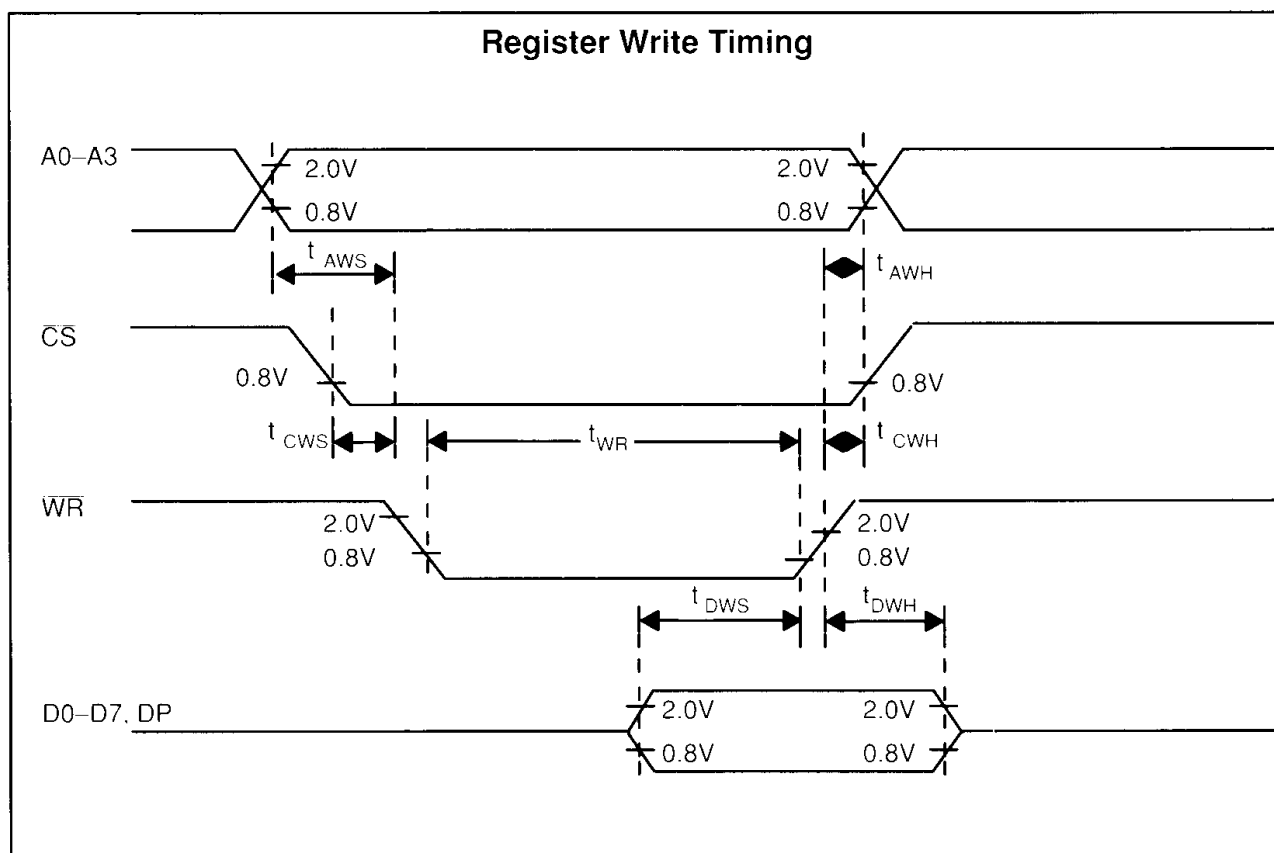 Register Write Timing
A0–A3
2.0V 2.0V
0.8V 0.8V
t AWS t AWH
C̅S̅
0.8V 0.8V
t CWS t WR t CWH
W̅R̅
2.0V 2.0V
0.8V 0.8V
t DWS t DWH
D0–D7, DP
2.0V 2.0V
0.8V 0.8V